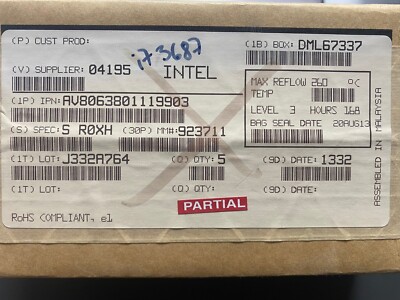 (P) CUST PROD:
i7 3687
(1B) BOX: DML67337
(V) SUPPLIER: 04195 INTEL
MAX REFLOW 260 °C
TEMP
(1P) IPN: AV8063801119903
LEVEL 3 HOURS 168
BAG SEAL DATE 20AUG13
(S) SPEC: S R0XH (30P) MM#: 923711
(1T) LOT: J332A764 (Q) QTY: 5 (9D) DATE: 1332
(1T) LOT: (Q) QTY: (9D) DATE:
PARTIAL
RoHS COMPLIANT, e1
ASSEMBLED IN MALAYSIA